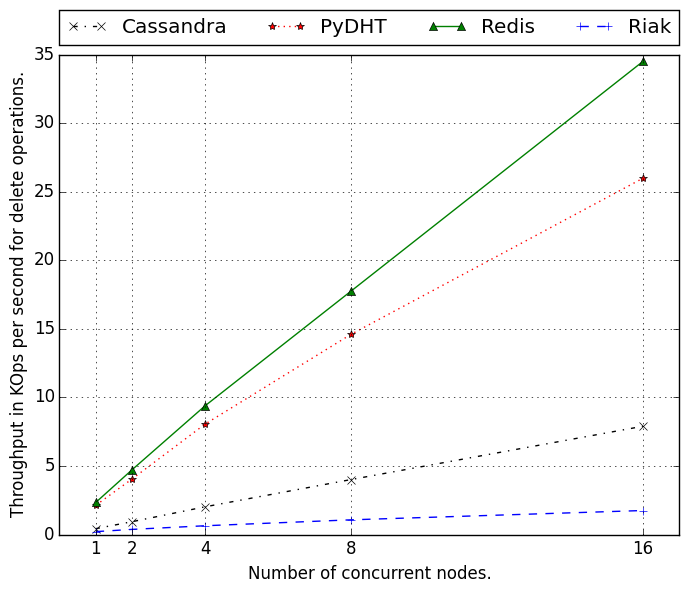 Cassandra PyDHT Redis Riak
35
30
25
20
15
10
5
0
Throughput in KOps per second for delete operations.
1 2 4 8 16
Number of concurrent nodes.